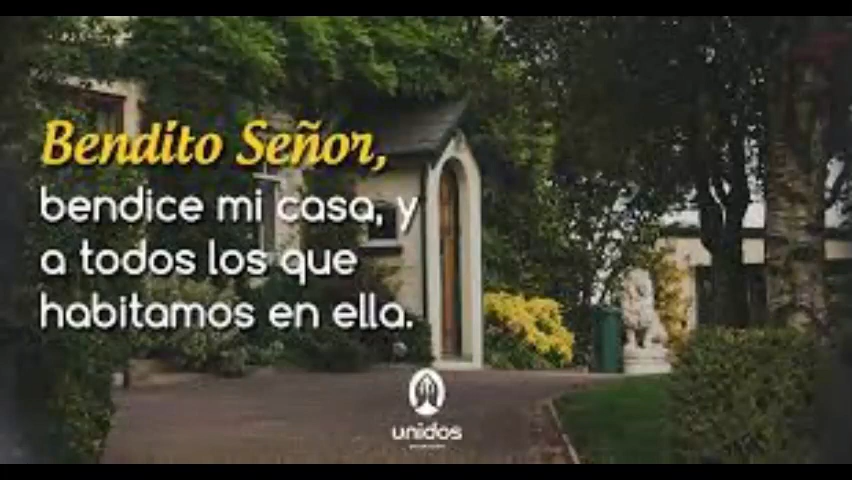 Bendito Señor,
bendice mi casa, y
a todos los que
habitamos en ella.
unidos